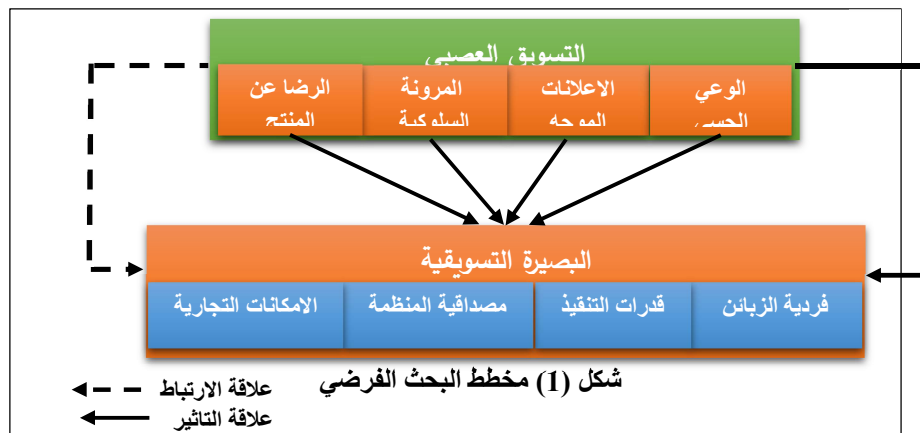 التسويق العصبي
الوعي
الحسي
الاعلانات
الموجه
المرونة
السلوكية
الرضا عن
المنتج
البصيرة التسويقية
فردية الزبائن
قدرات التنقيذ
مصداقية المنظمة
الامكانات التجارية
شكل (1) مخطط البحث الفرضي
علاقة الارتباط
علاقة التاثير